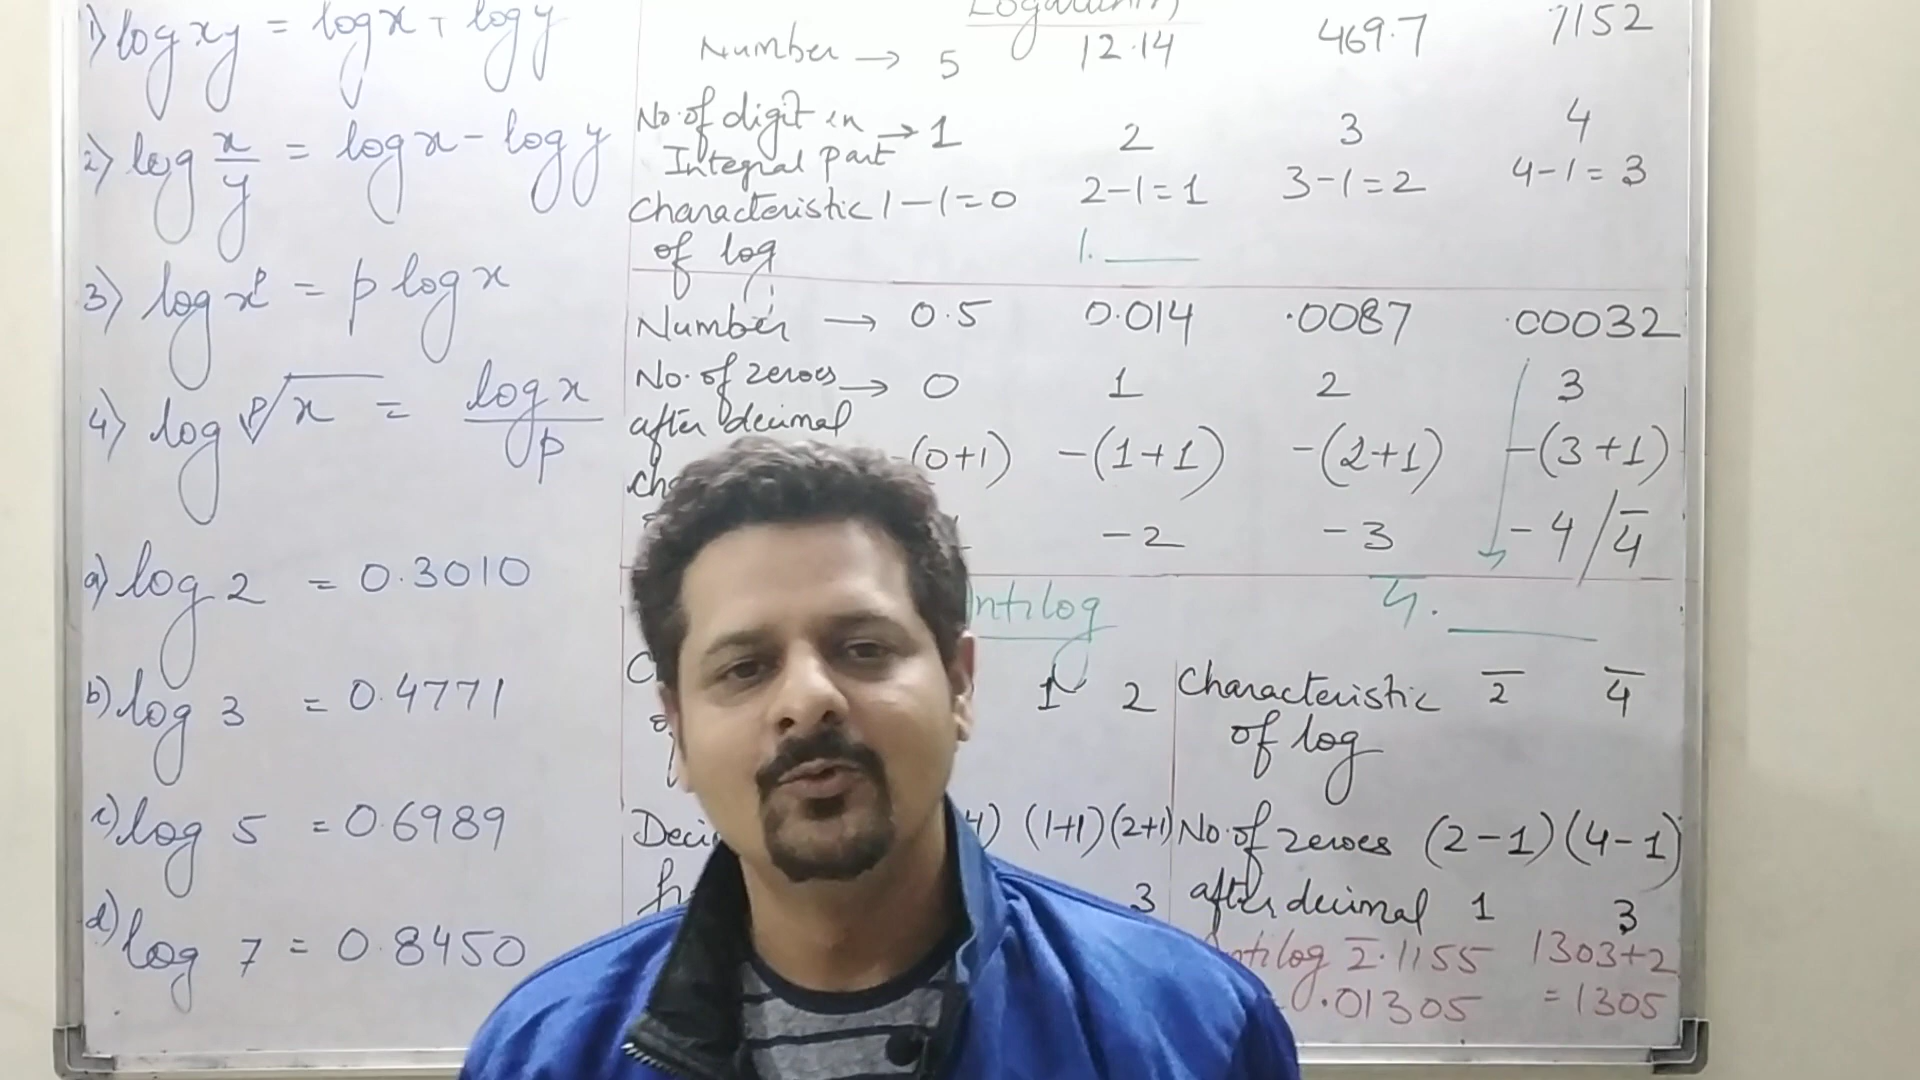 1) log xy = log x + log y
2) log x/y = log x - log y
3) log xᵖ = p log x
4) log ᵖ√x = log x / p
a) log 2 = 0.3010
b) log 3 = 0.4771
c) log 5 = 0.6989
d) log 7 = 0.8450
Number → 5 12.14 469.7 7152
No. of digit in → 1 2 3 4
Integral part
Characteristic 1-1=0 2-1=1 3-1=2 4-1=3
of log 1.
Number → 0.5 0.014 .0087 .00032
No. of zeroes → 0 1 2 3
after decimal
-(0+1) -(1+1) -(2+1) -(3+1)
-2 -3 -4/4̅
4̅.
1 2
(1+1) (2+1)
3
Characteristic 2̅ 4̅
of log
No. of zeroes (2-1) (4-1)
after decimal 1 3
2̅.1155 1303+2
0.01305 = 1305